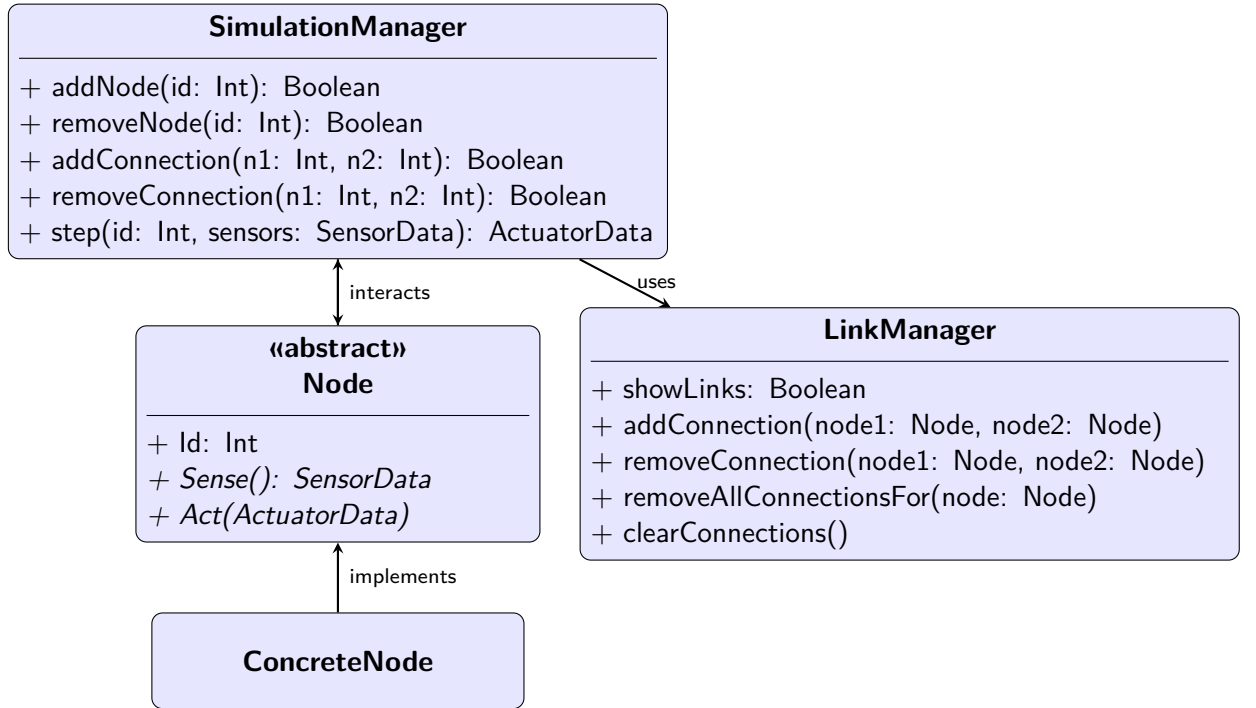 SimulationManager
+ addNode(id: Int): Boolean
+ removeNode(id: Int): Boolean
+ addConnection(n1: Int, n2: Int): Boolean
+ removeConnection(n1: Int, n2: Int): Boolean
+ step(id: Int, sensors: SensorData): ActuatorData
interacts
uses
«abstract»
Node
+ Id: Int
+ Sense(): SensorData
+ Act(ActuatorData)
LinkManager
+ showLinks: Boolean
+ addConnection(node1: Node, node2: Node)
+ removeConnection(node1: Node, node2: Node)
+ removeAllConnectionsFor(node: Node)
+ clearConnections()
implements
ConcreteNode